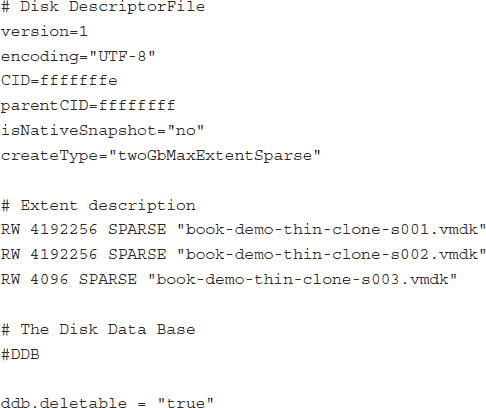 # Disk DescriptorFile
version=1
encoding="UTF-8"
CID=fffffffe
parentCID=ffffffff
isNativeSnapshot="no"
createType="twoGbMaxExtentSparse"
# Extent description
RW 4192256 SPARSE "book-demo-thin-clone-s001.vmdk"
RW 4192256 SPARSE "book-demo-thin-clone-s002.vmdk"
RW 4096 SPARSE "book-demo-thin-clone-s003.vmdk"
# The Disk Data Base
#DDB
ddb.deletable = "true"